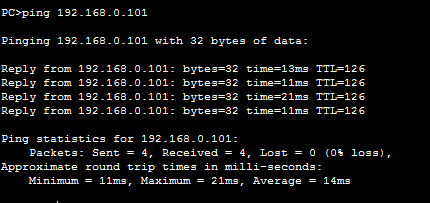 PC>ping 192.168.0.101
Pinging 192.168.0.101 with 32 bytes of data:
Reply from 192.168.0.101: bytes=32 time=13ms TTL=126
Reply from 192.168.0.101: bytes=32 time=11ms TTL=126
Reply from 192.168.0.101: bytes=32 time=21ms TTL=126
Reply from 192.168.0.101: bytes=32 time=11ms TTL=126
Ping statistics for 192.168.0.101:
    Packets: Sent = 4, Received = 4, Lost = 0 (0% loss),
Approximate round trip times in milli-seconds:
    Minimum = 11ms, Maximum = 21ms, Average = 14ms